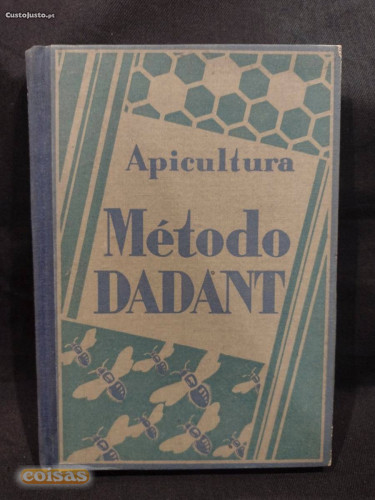 CustoJusto.pt
Apicultura
Método
DADANT
coisas